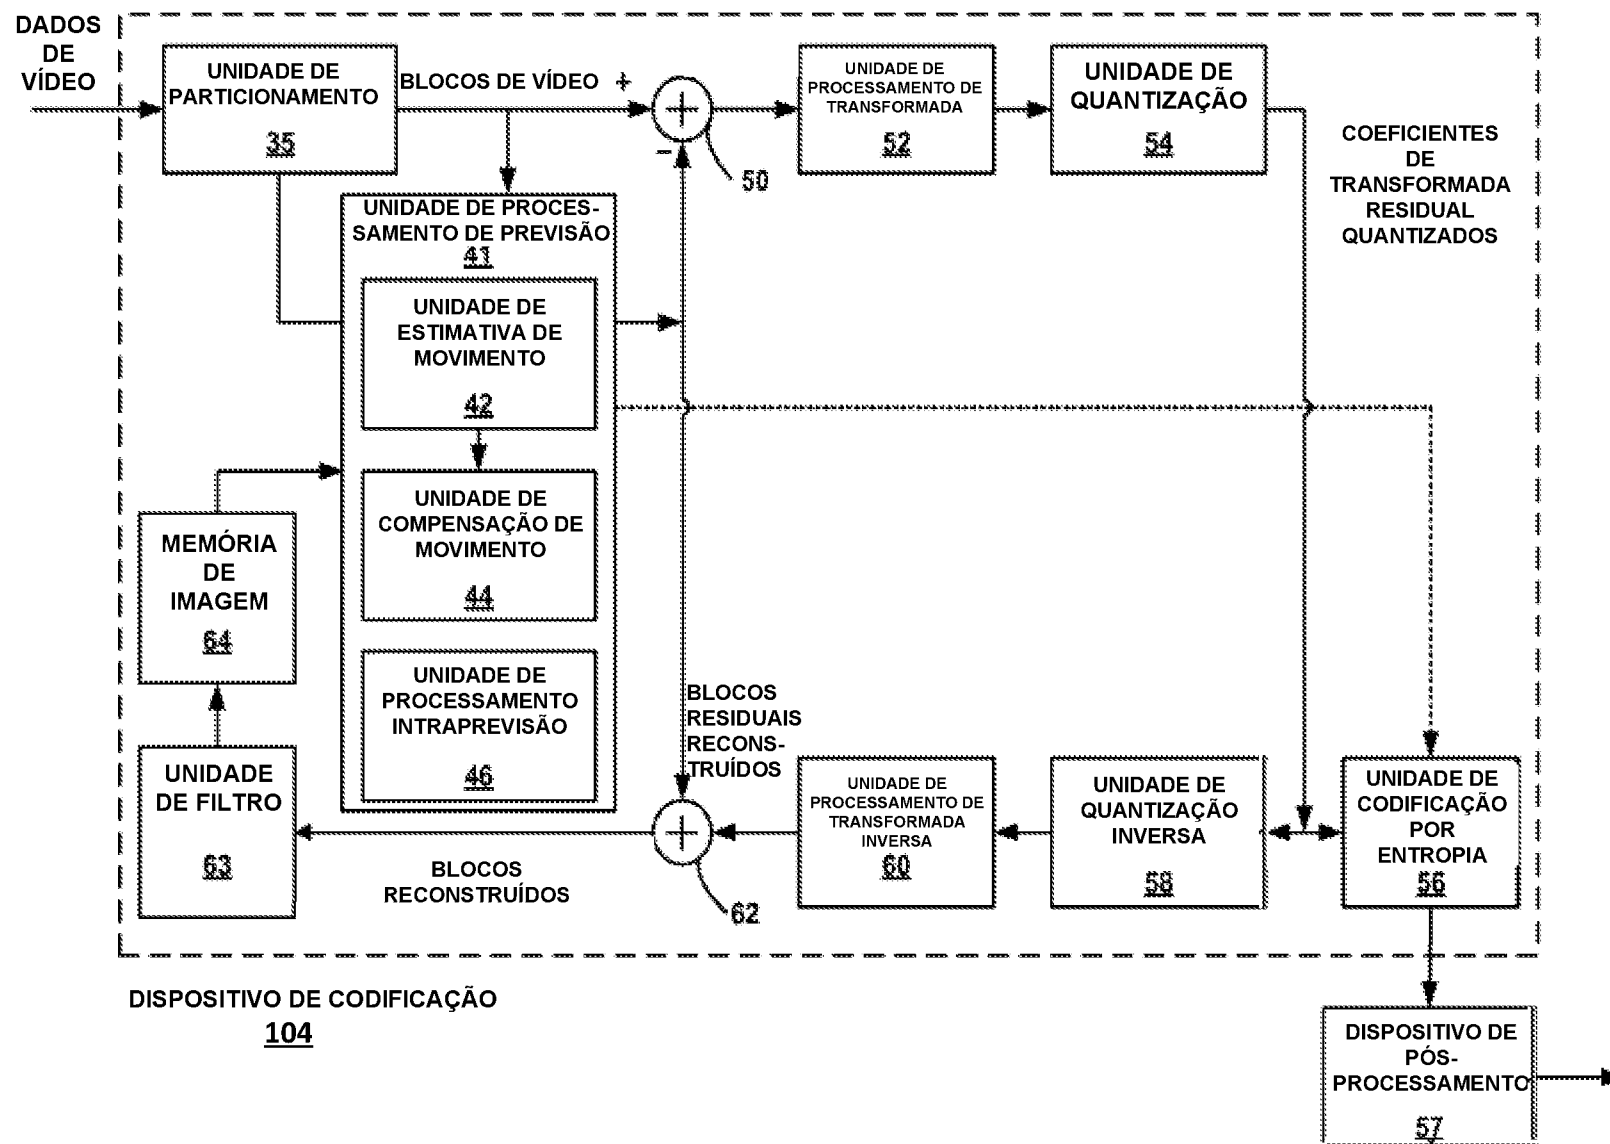 DADOS
DE
VÍDEO
UNIDADE DE
PARTICIONAMENTO
35
BLOCOS DE VÍDEO +
+
−
50
UNIDADE DE
PROCESSAMENTO DE
TRANSFORMADA
52
UNIDADE DE
QUANTIZAÇÃO
54
COEFICIENTES
DE
TRANSFORMADA
RESIDUAL
QUANTIZADOS
UNIDADE DE PROCES-
SAMENTO DE PREVISÃO
41
UNIDADE DE
ESTIMATIVA DE
MOVIMENTO
42
UNIDADE DE
COMPENSAÇÃO DE
MOVIMENTO
44
UNIDADE DE
PROCESSAMENTO
INTRAPREVISÃO
46
MEMÓRIA
DE
IMAGEM
64
UNIDADE
DE FILTRO
63
BLOCOS
RECONSTRUÍDOS
BLOCOS
RESIDUAIS
RECONS-
TRUÍDOS
+
62
UNIDADE DE
PROCESSAMENTO DE
TRANSFORMADA
INVERSA
60
UNIDADE DE
QUANTIZAÇÃO
INVERSA
58
UNIDADE DE
CODIFICAÇÃO
POR
ENTROPIA
56
DISPOSITIVO DE CODIFICAÇÃO
104
DISPOSITIVO DE
PÓS-
PROCESSAMENTO
57